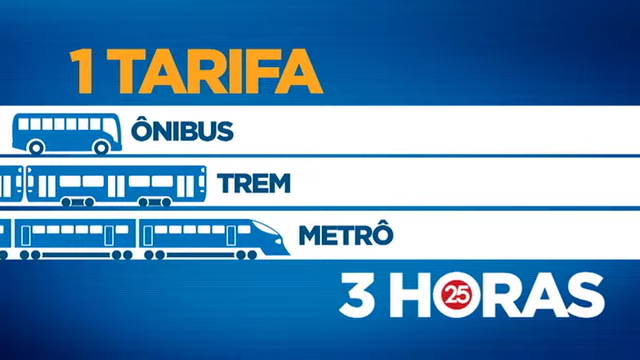 1 TARIFA
ÔNIBUS
TREM
METRÔ
3 HORAS
25